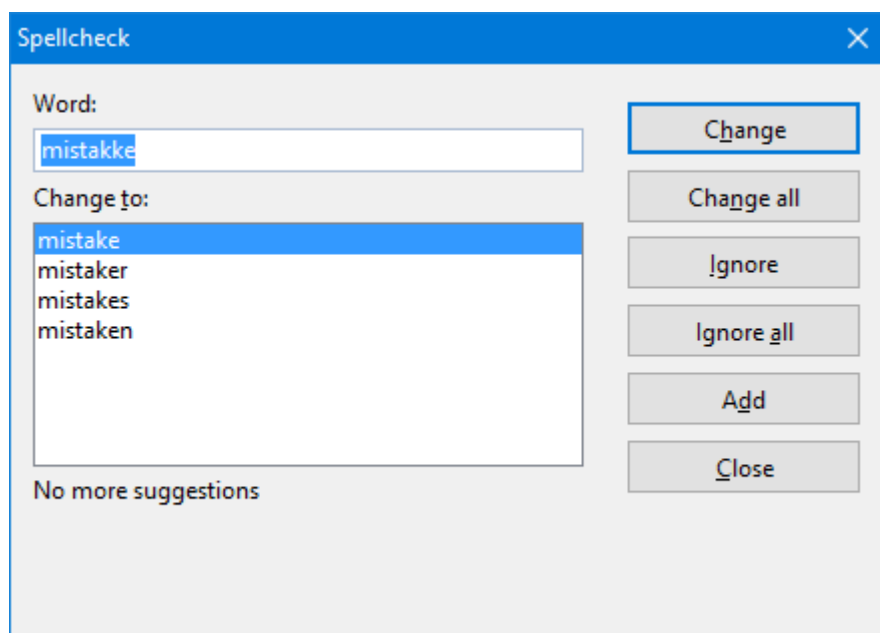 Spellcheck
Word:
mistakke
Change to:
mistake
mistaker
mistakes
mistaken
No more suggestions
Change
Change all
Ignore
Ignore all
Add
Close